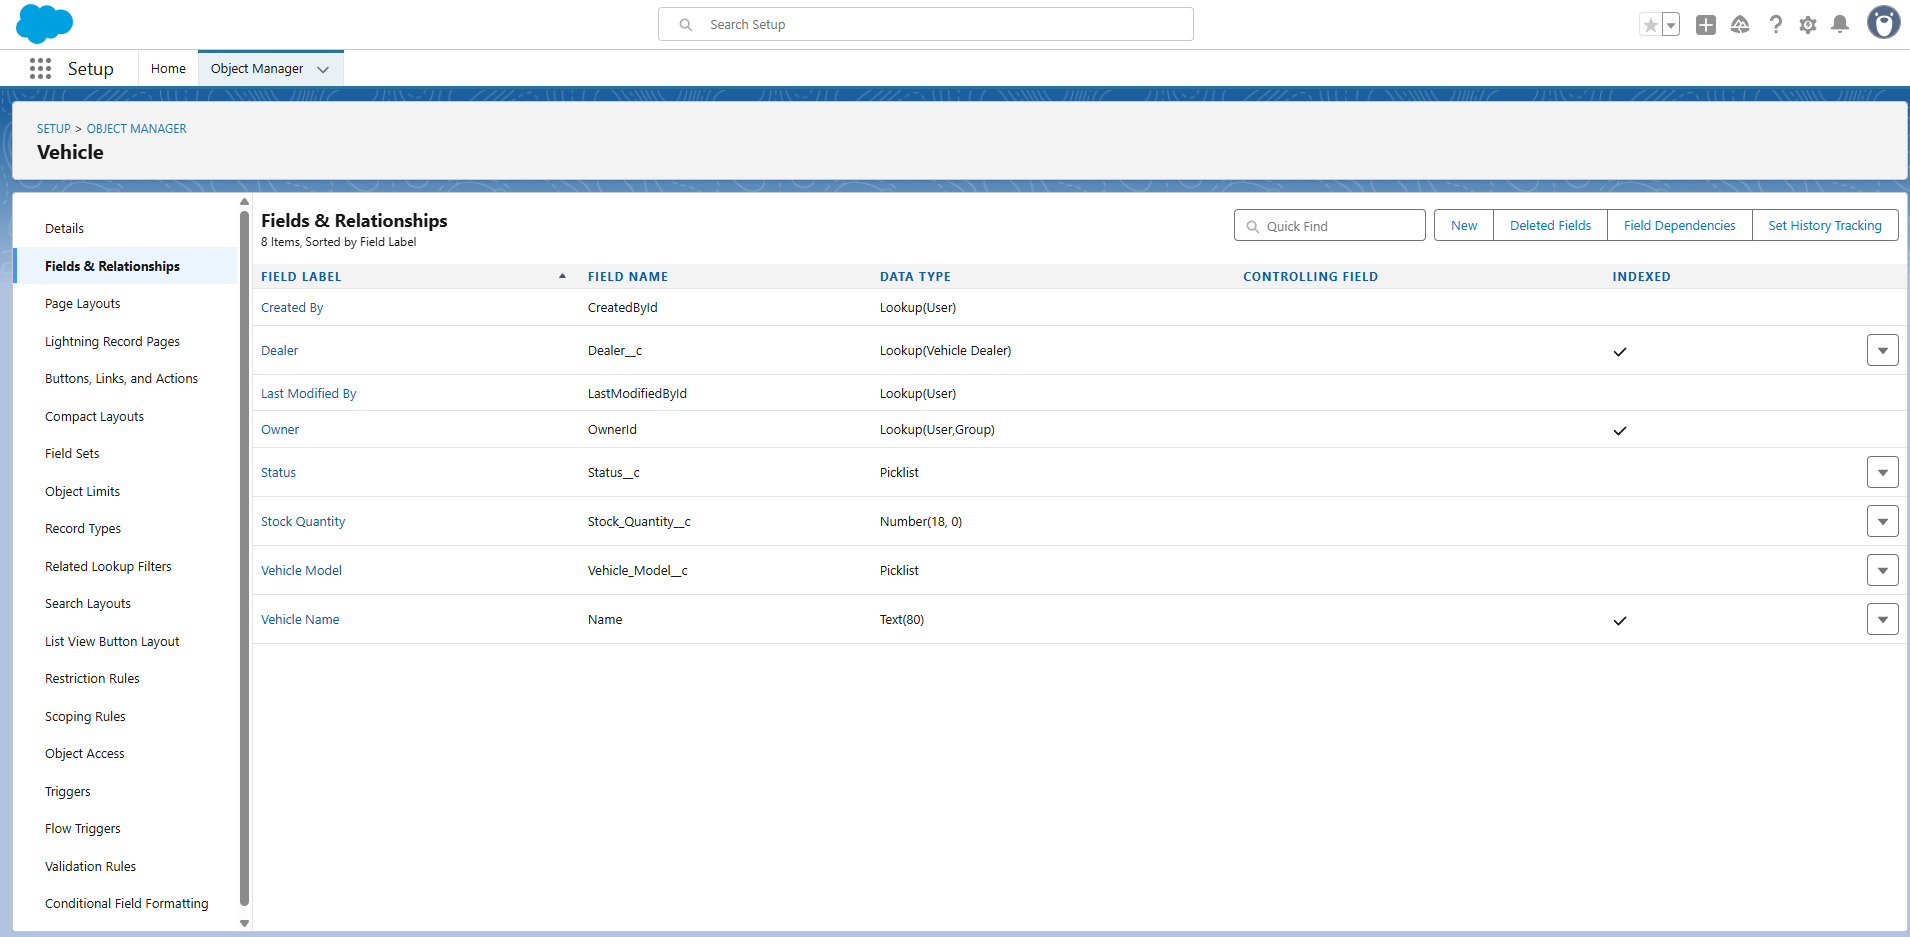 Search Setup
Setup
Home
Object Manager
SETUP > OBJECT MANAGER
Vehicle
Details
Fields & Relationships
Page Layouts
Lightning Record Pages
Buttons, Links, and Actions
Compact Layouts
Field Sets
Object Limits
Record Types
Related Lookup Filters
Search Layouts
List View Button Layout
Restriction Rules
Scoping Rules
Object Access
Triggers
Flow Triggers
Validation Rules
Conditional Field Formatting
Fields & Relationships
8 Items, Sorted by Field Label
Quick Find
New
Deleted Fields
Field Dependencies
Set History Tracking
FIELD LABEL FIELD NAME DATA TYPE CONTROLLING FIELD INDEXED
Created By CreatedById Lookup(User)
Dealer Dealer__c Lookup(Vehicle Dealer)
Last Modified By LastModifiedById Lookup(User)
Owner OwnerId Lookup(User,Group)
Status Status__c Picklist
Stock Quantity Stock_Quantity__c Number(18, 0)
Vehicle Model Vehicle_Model__c Picklist
Vehicle Name Name Text(80)